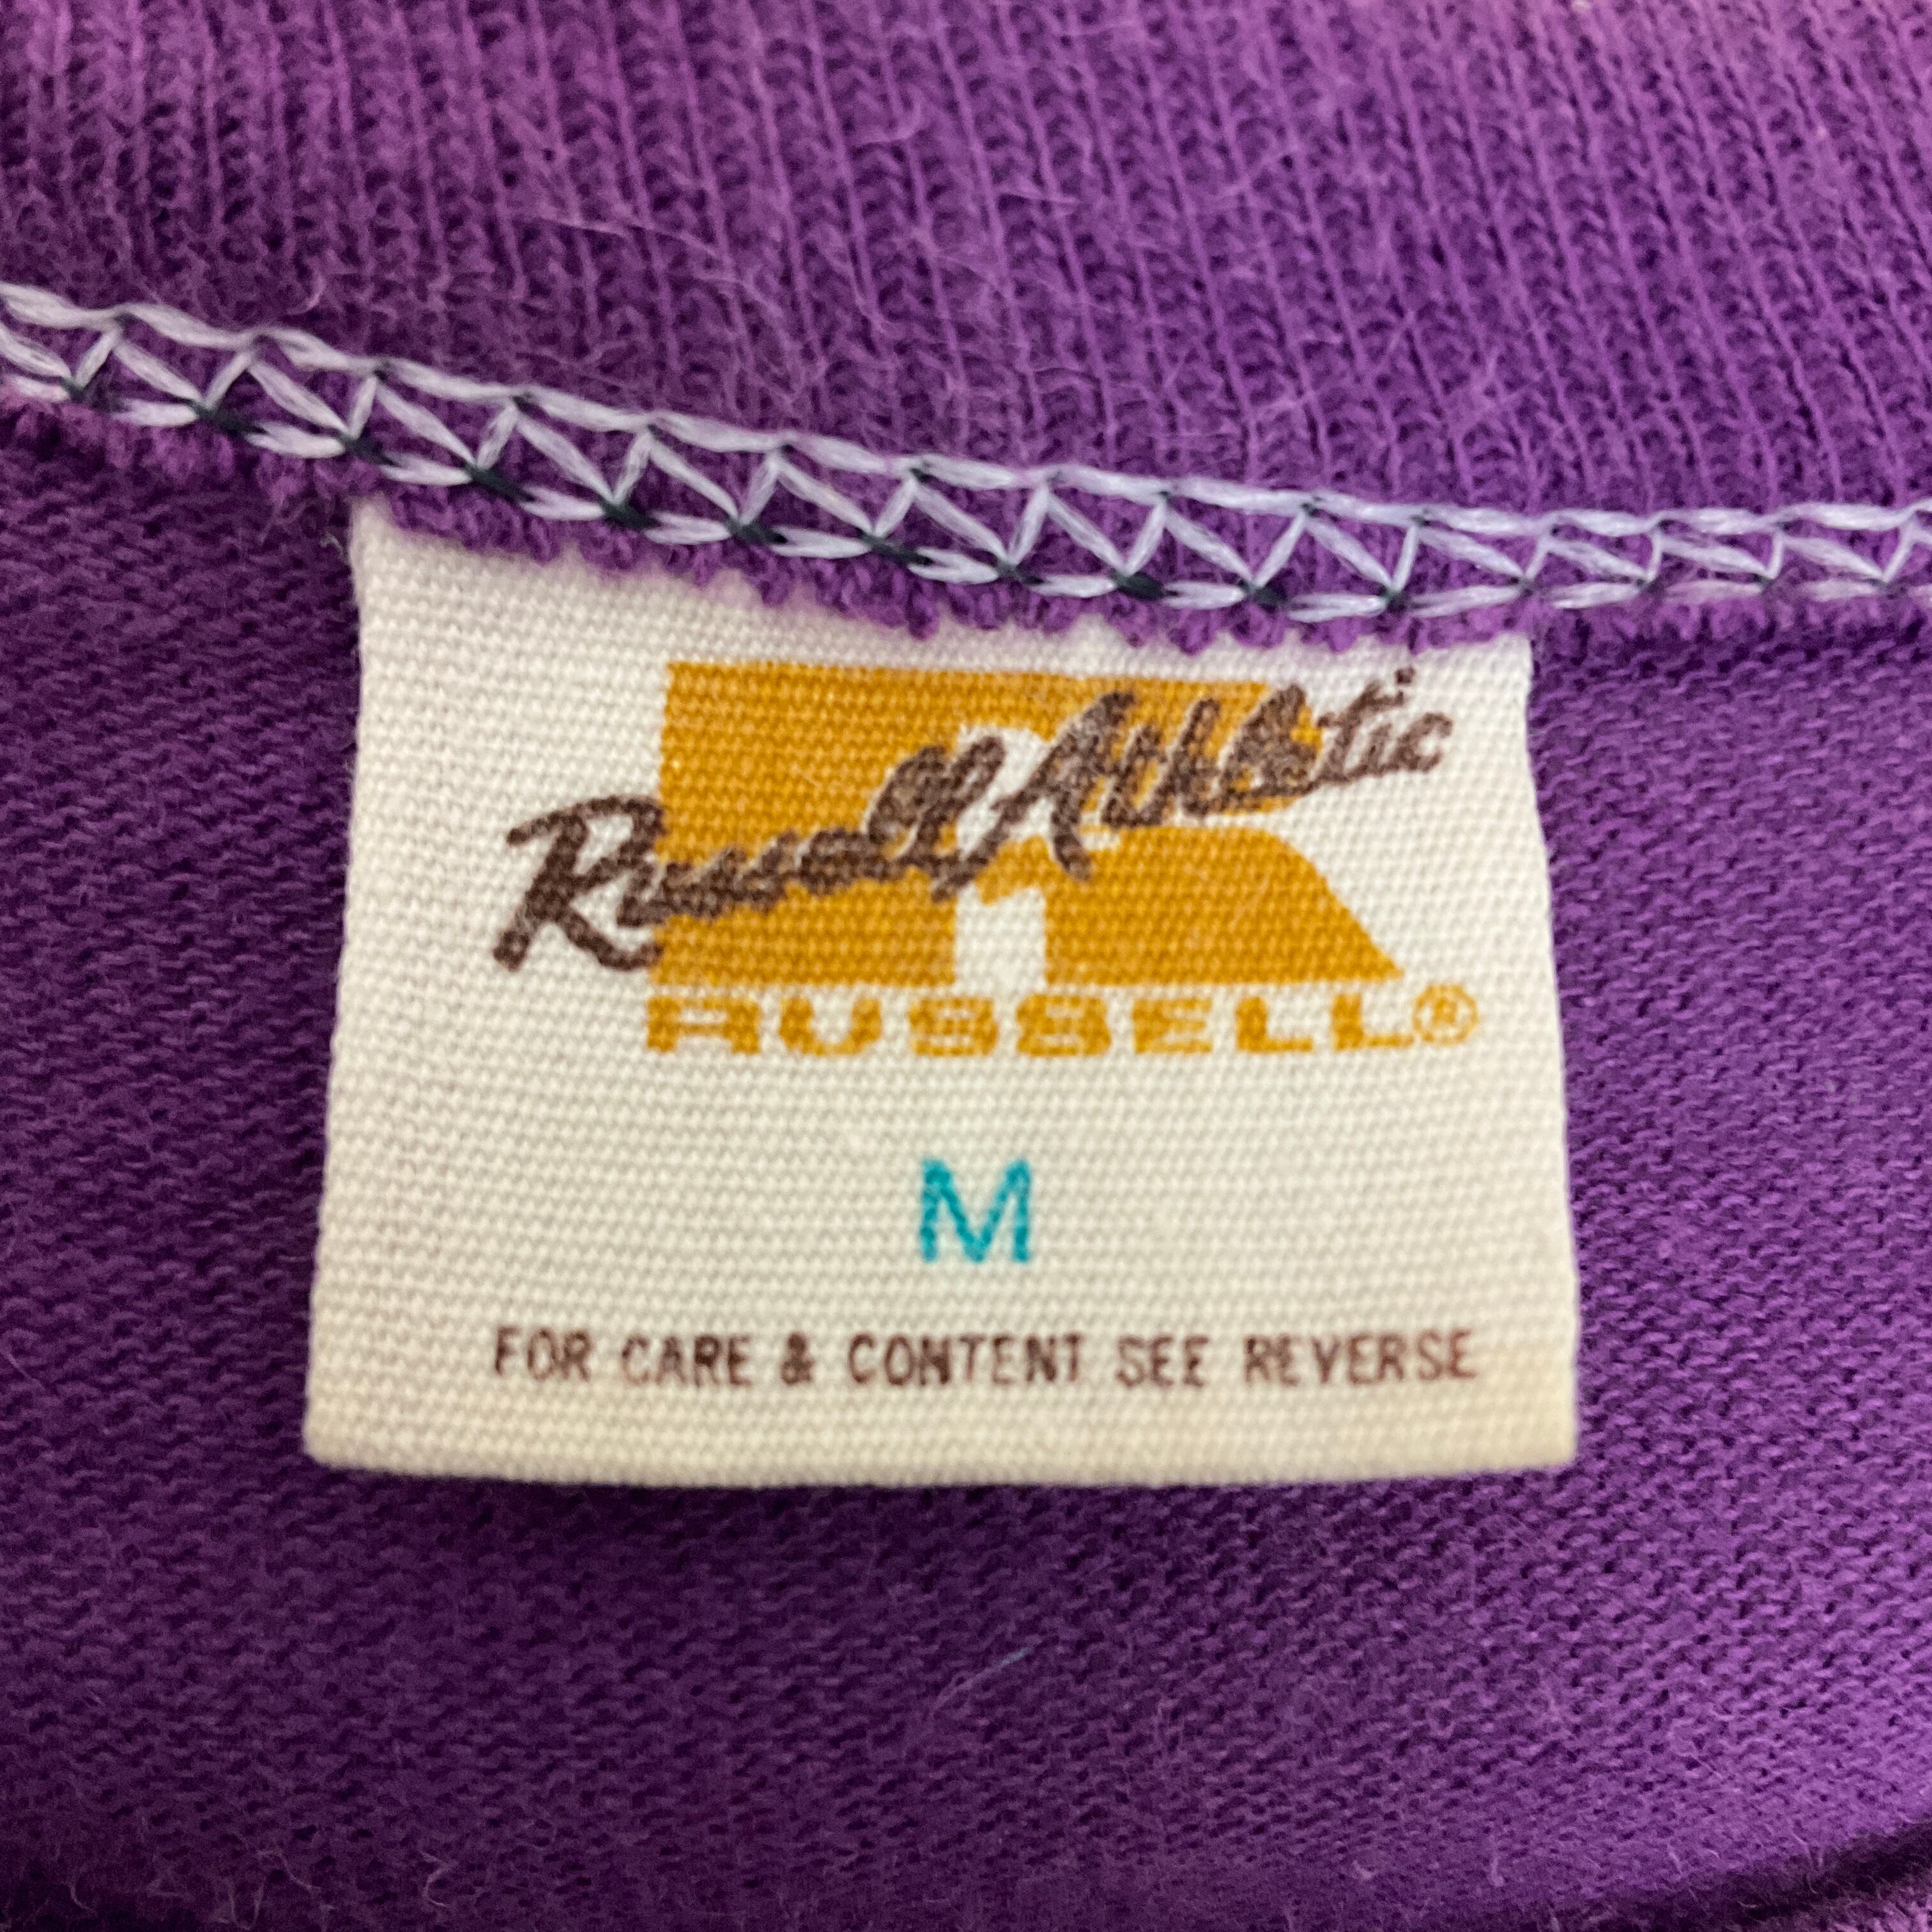 Russell Athletic
RUSSELL®
M
FOR CARE & CONTENT SEE REVERSE